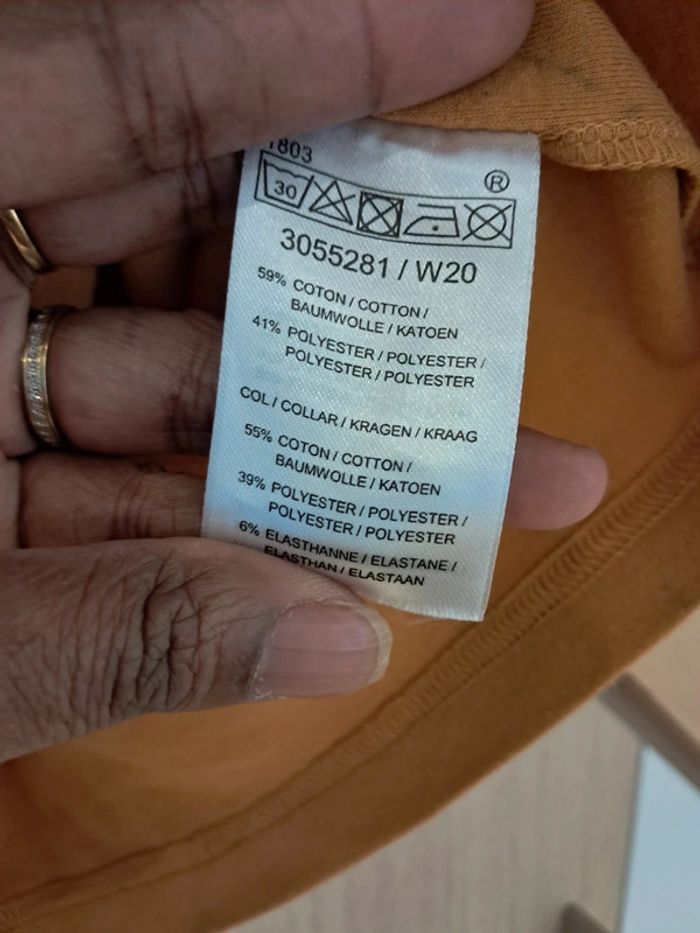 1803
®
30
3055281 / W20
59% COTON / COTTON /
BAUMWOLLE / KATOEN
41% POLYESTER / POLYESTER /
POLYESTER / POLYESTER
COL / COLLAR / KRAGEN / KRAAG
55% COTON / COTTON /
BAUMWOLLE / KATOEN
39% POLYESTER / POLYESTER /
POLYESTER / POLYESTER
6% ELASTHANNE / ELASTANE /
ELASTHAN / ELASTAAN